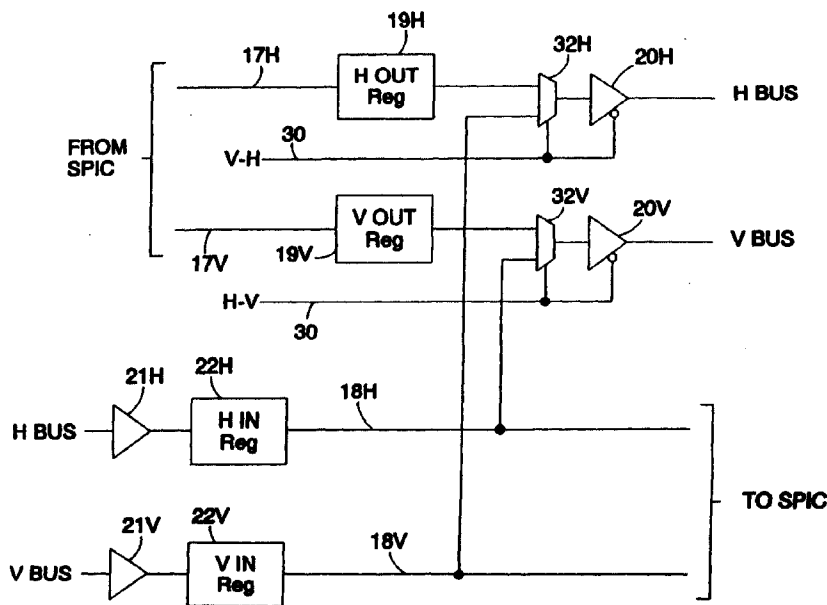 19H
32H
20H
17H
H OUT
Reg
H BUS
FROM
SPIC
30
V-H
32V
20V
V OUT
Reg
V BUS
17V
19V
H-V
30
21H
22H
18H
H BUS
H IN
Reg
TO SPIC
21V
22V
18V
V BUS
V IN
Reg